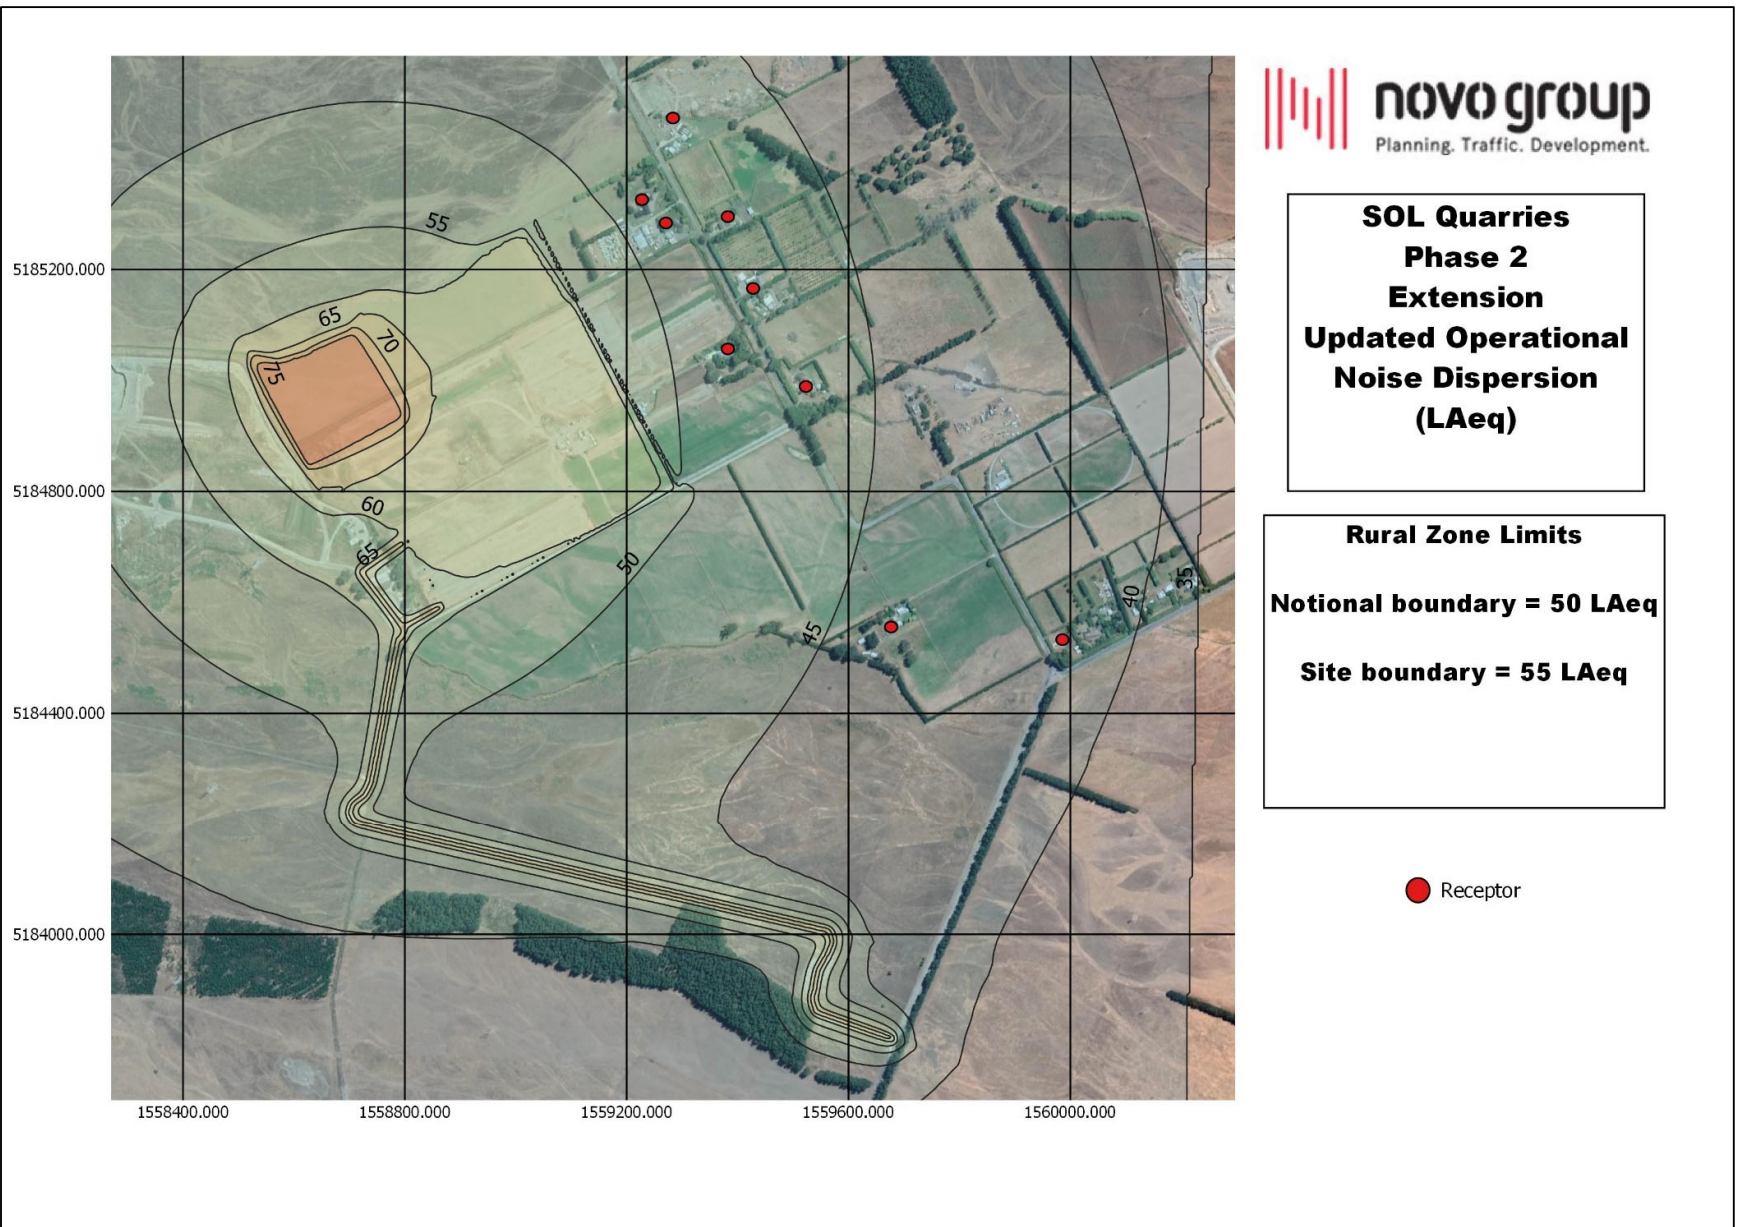 novo group
Planning. Traffic. Development.
SOL Quarries
Phase 2
Extension
Updated Operational
Noise Dispersion
(LAeq)
Rural Zone Limits
Notional boundary = 50 LAeq
Site boundary = 55 LAeq
Receptor
55
65
70
75
60
65
50
45
40
35
5185200.000
5184800.000
5184400.000
5184000.000
1558400.000
1558800.000
1559200.000
1559600.000
1560000.000